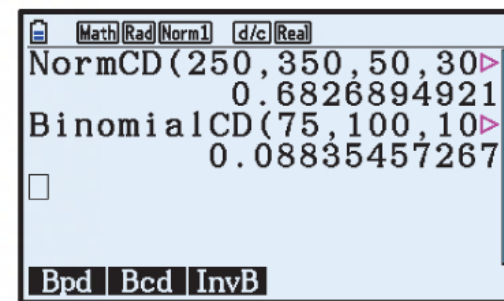 Math Rad Norm1 d/c Real
NormCD(250,350,50,30
0.6826894921
BinomialCD(75,100,10
0.08835457267
Bpd Bcd InvB